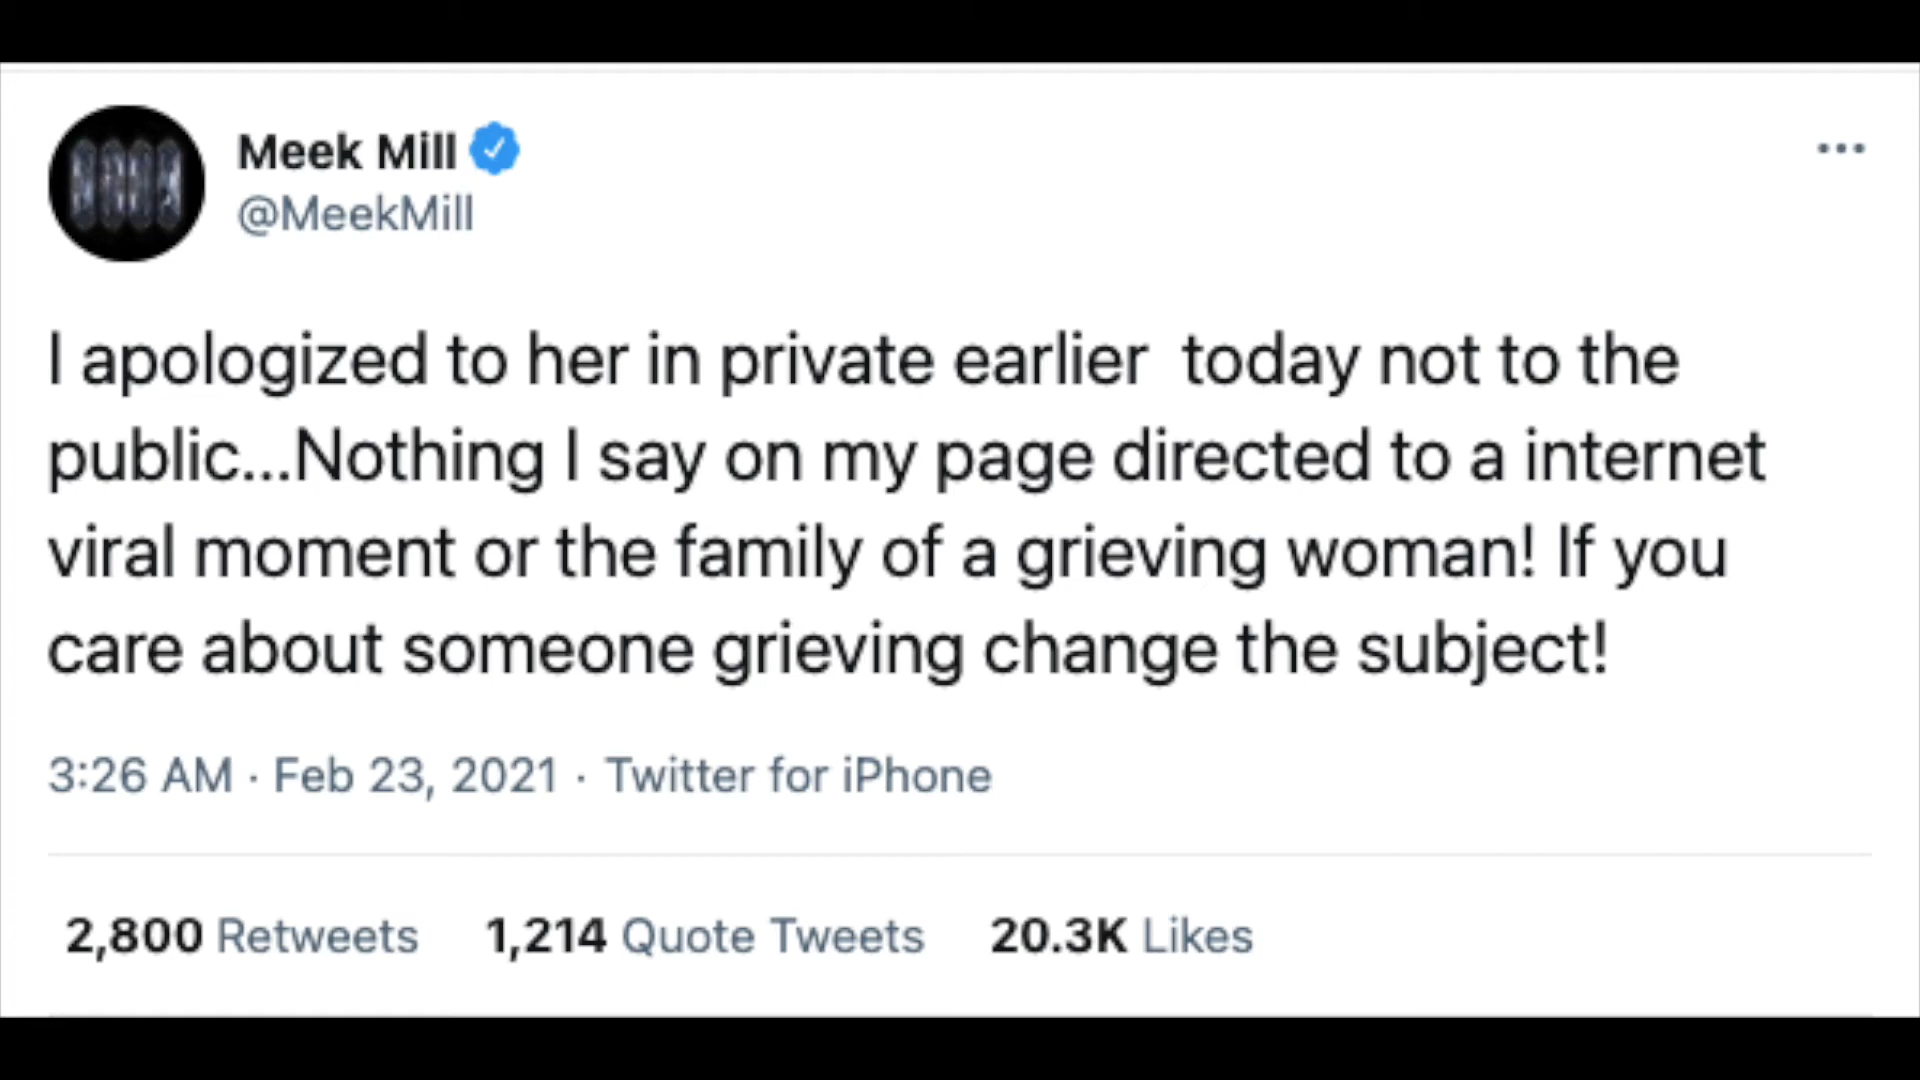 Meek Mill
@MeekMill
I apologized to her in private earlier  today not to the
public...Nothing I say on my page directed to a internet
viral moment or the family of a grieving woman! If you
care about someone grieving change the subject!
3:26 AM · Feb 23, 2021 · Twitter for iPhone
2,800 Retweets 1,214 Quote Tweets 20.3K Likes